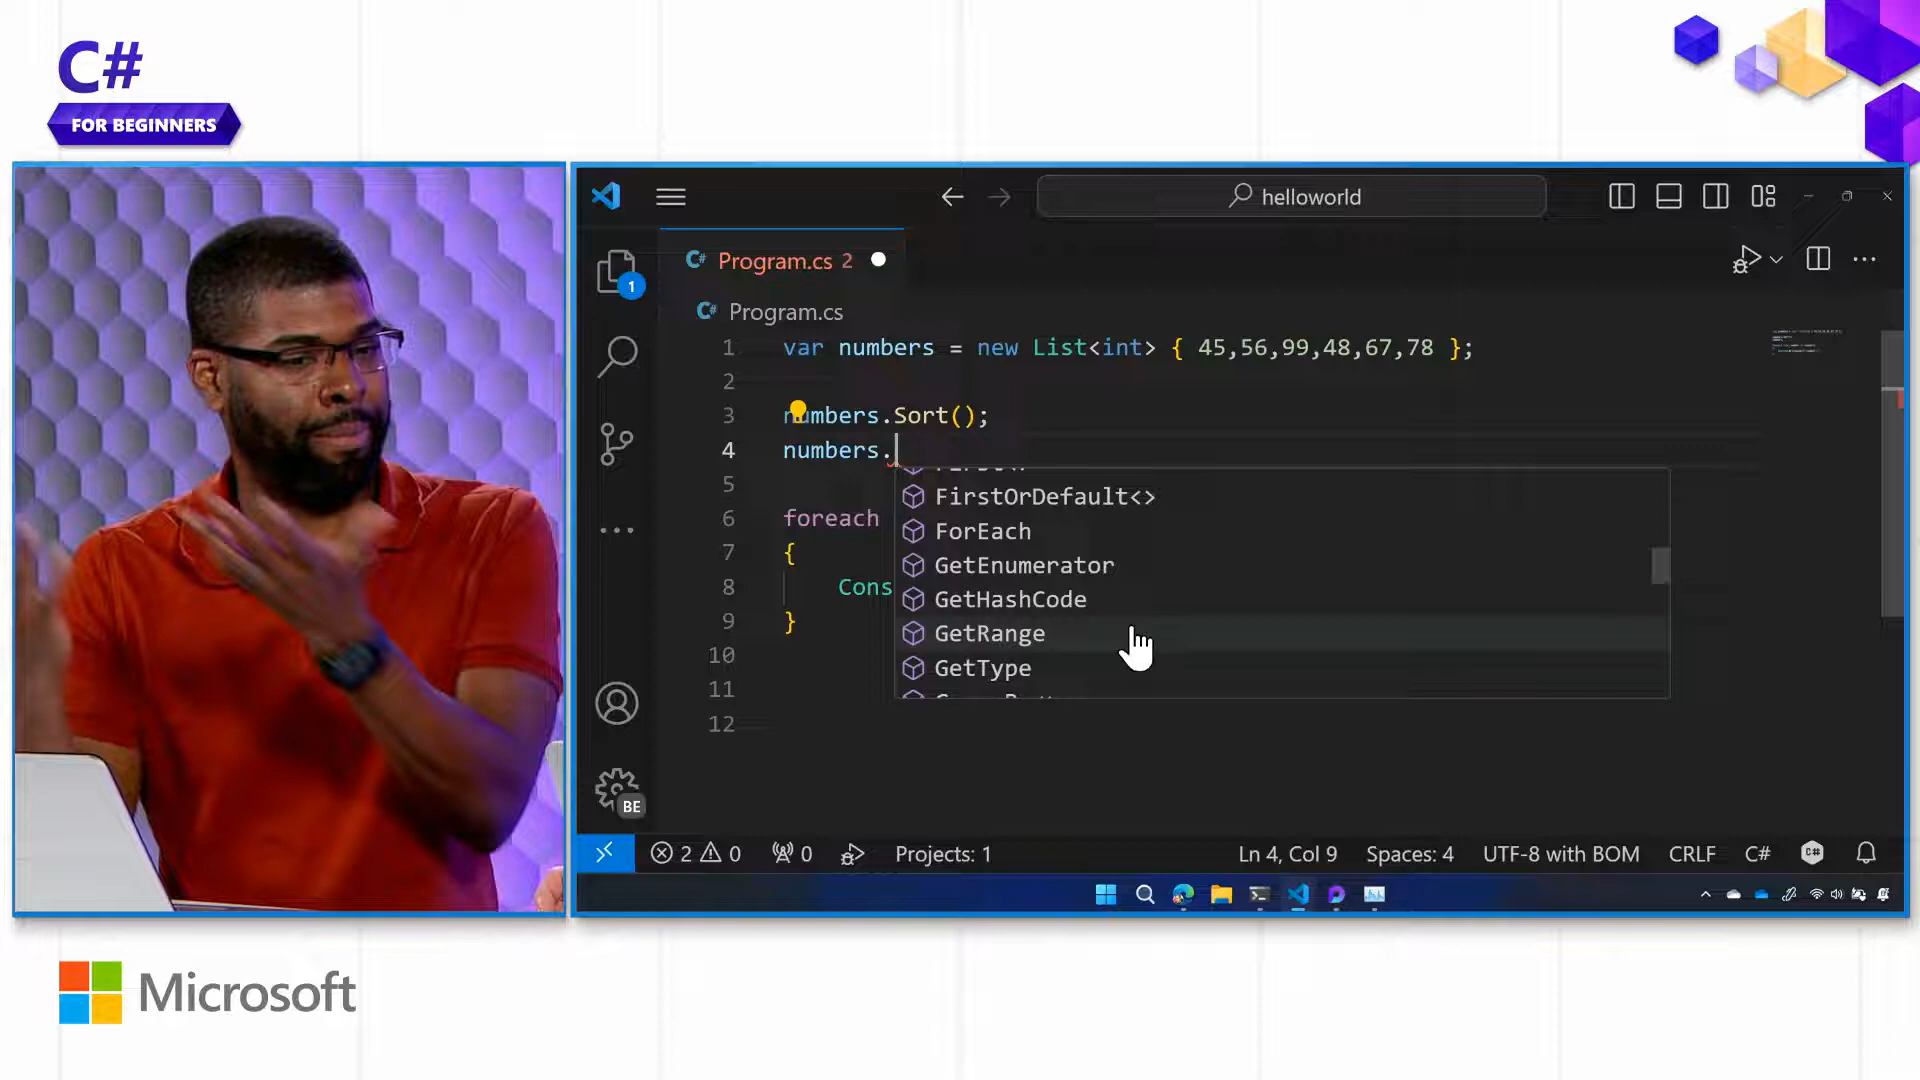 C#
FOR BEGINNERS
helloworld
C# Program.cs 2
1
C# Program.cs
1 var numbers = new List<int> { 45,56,99,48,67,78 };
2
3 numbers.Sort();
4 numbers.
5
FirstOrDefault<>
6 foreach
ForEach
7 {
GetEnumerator
8 Cons
GetHashCode
9 }
GetRange
10
GetType
11
12
BE
2 0 0 Projects: 1 Ln 4, Col 9 Spaces: 4 UTF-8 with BOM CRLF C# C#
Microsoft